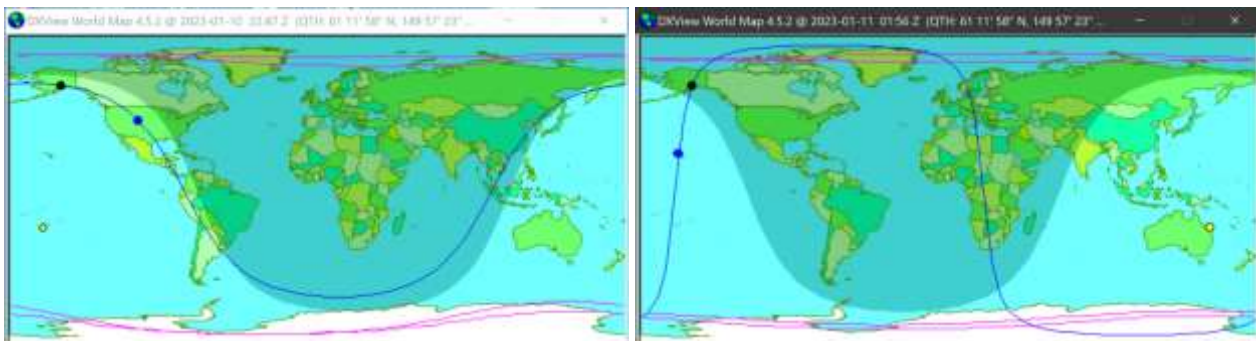 DXView World Map 4.5.2 @ 2023-01-10 22:47 Z (QTH: 61 11' 58" N, 149 57' 23" ...
DXView World Map 4.5.2 @ 2023-01-11 01:56 Z (QTH: 61 11' 58" N, 149 57' 23" ...